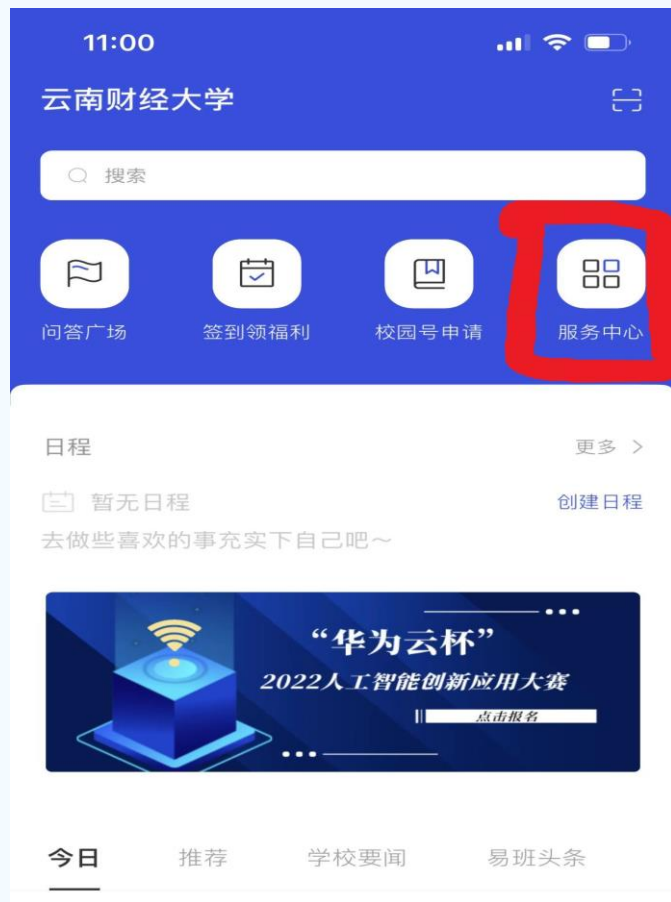 11:00
云南财经大学
搜索
问答广场 签到领福利 校园号申请 服务中心
日程 更多 >
暂无日程 创建日程
去做些喜欢的事充实下自己吧~
“华为云杯”
2022人工智能创新应用大赛
点击报名
今日 推荐 学校要闻 易班头条